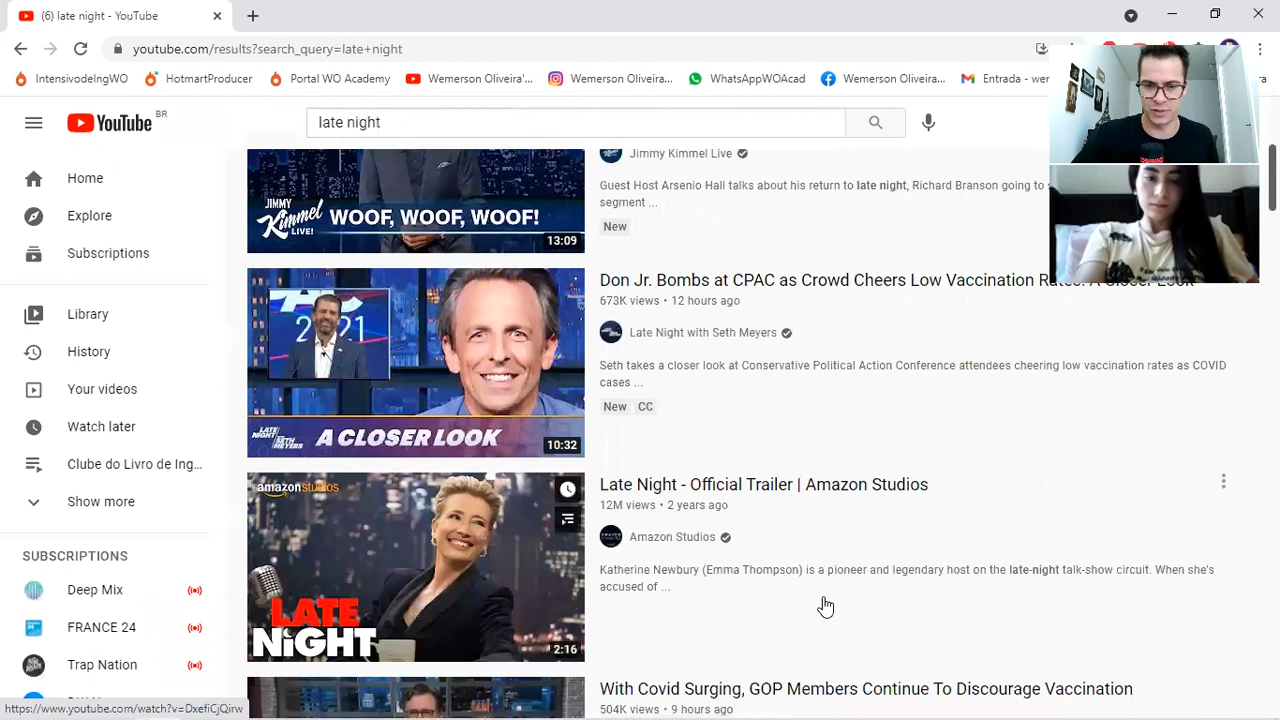 (6) late night - YouTube
youtube.com/results?search_query=late+night
IntensivodeIngWO
HotmartProducer
Portal WO Academy
Wemerson Oliveira'...
Wemerson Oliveira...
WhatsAppWOAcad
Wemerson Oliveira...
Entrada - wer
YouTube BR
late night
Home
Explore
Subscriptions
Library
History
Your videos
Watch later
Clube do Livro de Ing...
Show more
SUBSCRIPTIONS
Deep Mix
FRANCE 24
Trap Nation
JIMMY KIMMEL LIVE!
WOOF, WOOF, WOOF!
13:09
Jimmy Kimmel Live
Guest Host Arsenio Hall talks about his return to late night, Richard Branson going to
segment ...
New
2021
LATE NIGHT SETH MEYERS
A CLOSER LOOK
10:32
Don Jr. Bombs at CPAC as Crowd Cheers Low Vaccination Rates: A Closer Look
673K views • 12 hours ago
Late Night with Seth Meyers
Seth takes a closer look at Conservative Political Action Conference attendees cheering low vaccination rates as COVID
cases ...
New CC
amazonstudios
LATE
NIGHT
2:16
Late Night - Official Trailer | Amazon Studios
12M views • 2 years ago
Amazon Studios
Katherine Newbury (Emma Thompson) is a pioneer and legendary host on the late-night talk-show circuit. When she's
accused of ...
With Covid Surging, GOP Members Continue To Discourage Vaccination
504K views • 9 hours ago
https://www.youtube.com/watch?v=DxefiCjQirw